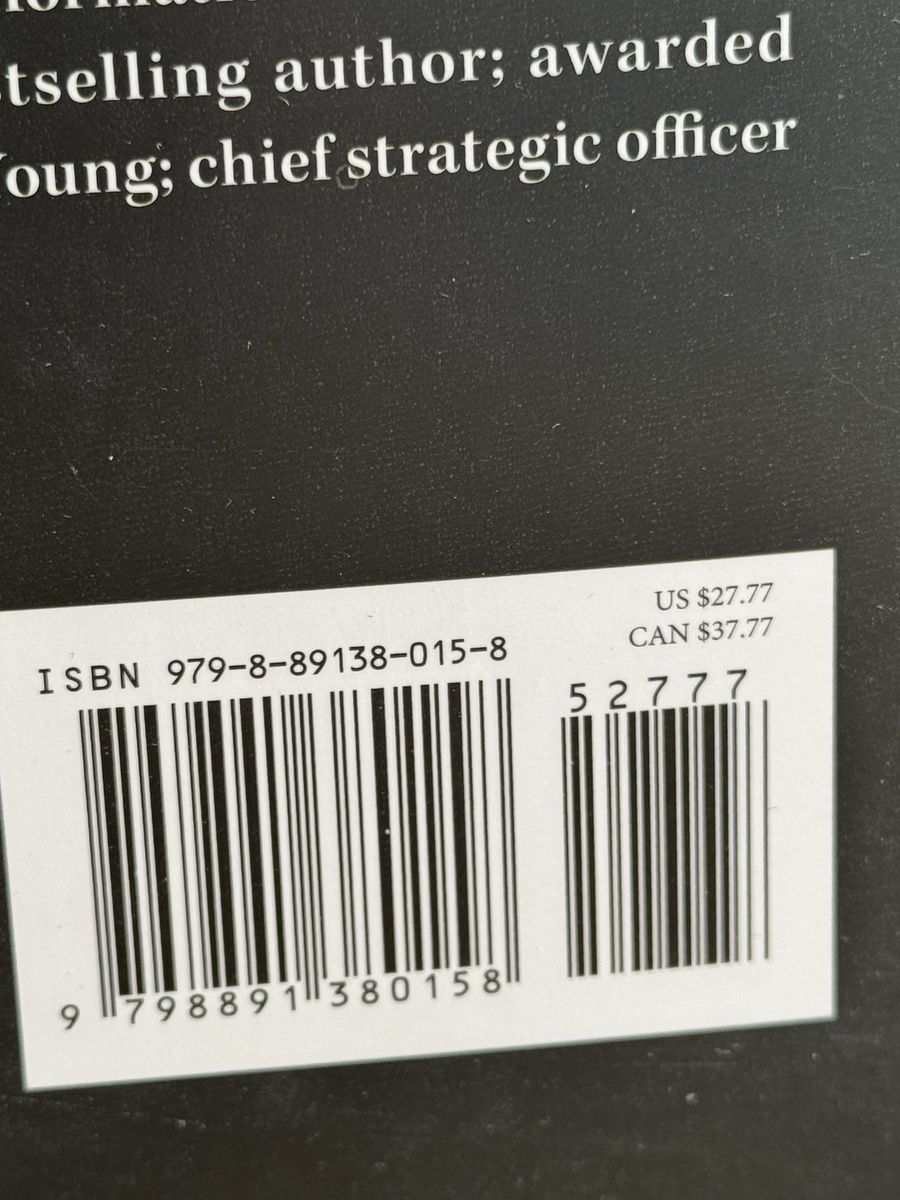 tselling author; awarded
oung; chief strategic officer
US $27.77
CAN $37.77
ISBN 979-8-89138-015-8
52777
9 798891 380158